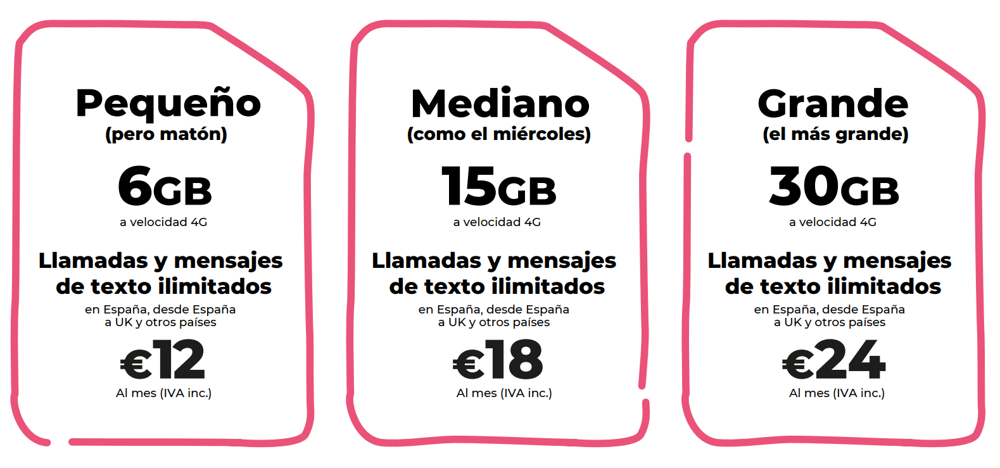 Pequeño
(pero matón)
6GB
a velocidad 4G
Llamadas y mensajes
de texto ilimitados
en España, desde España
a UK y otros países
€12
Al mes (IVA inc.)
Mediano
(como el miércoles)
15GB
a velocidad 4G
Llamadas y mensajes
de texto ilimitados
en España, desde España
a UK y otros países
€18
Al mes (IVA inc.)
Grande
(el más grande)
30GB
a velocidad 4G
Llamadas y mensajes
de texto ilimitados
en España, desde España
a UK y otros países
€24
Al mes (IVA inc.)